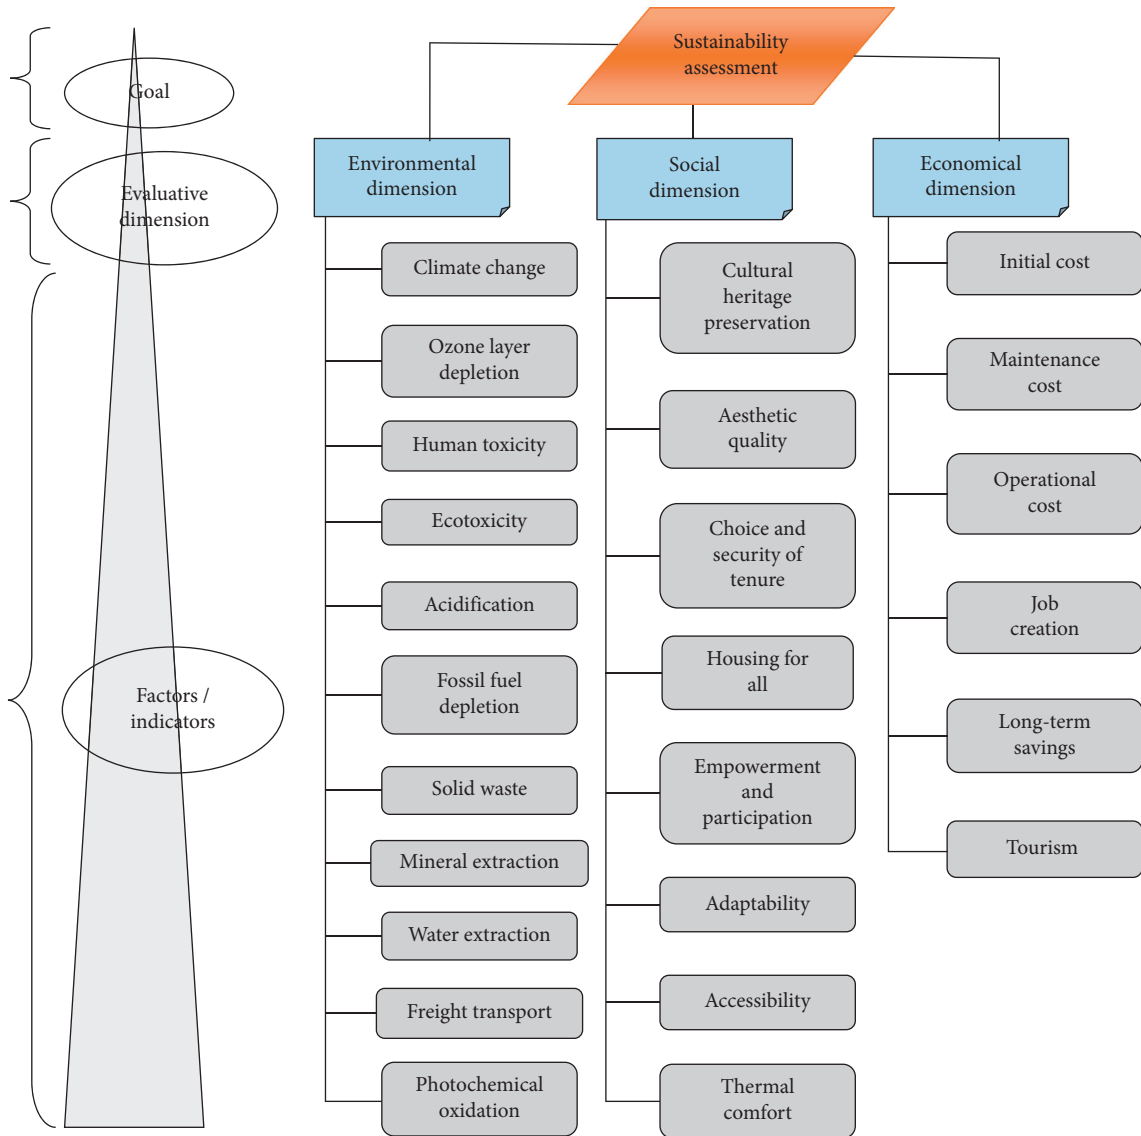 Sustainability
assessment
Goal
Evaluative
dimension
Factors /
indicators
Environmental
dimension
Climate change
Ozone layer
depletion
Human toxicity
Ecotoxicity
Acidification
Fossil fuel
depletion
Solid waste
Mineral extraction
Water extraction
Freight transport
Photochemical
oxidation
Social
dimension
Cultural
heritage
preservation
Aesthetic
quality
Choice and
security of
tenure
Housing for
all
Empowerment
and
participation
Adaptability
Accessibility
Thermal
comfort
Economical
dimension
Initial cost
Maintenance
cost
Operational
cost
Job
creation
Long-term
savings
Tourism